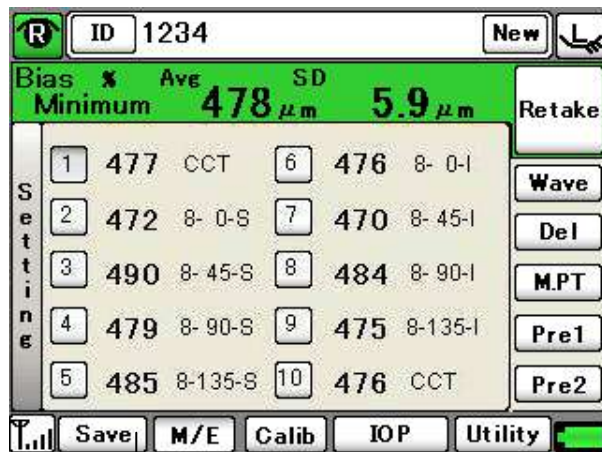 R ID 1234 New L
Bias % Avg SD
Minimum 478 μm 5.9 μm Retake
Setting
1 477 CCT 6 476 8- 0-I
2 472 8- 0-S 7 470 8- 45-I
3 490 8- 45-S 8 484 8- 90-I
4 479 8- 90-S 9 475 8-135-I
5 485 8-135-S 10 476 CCT
Wave
Del
M.PT
Pre1
Pre2
Save M/E Calib IOP Utility